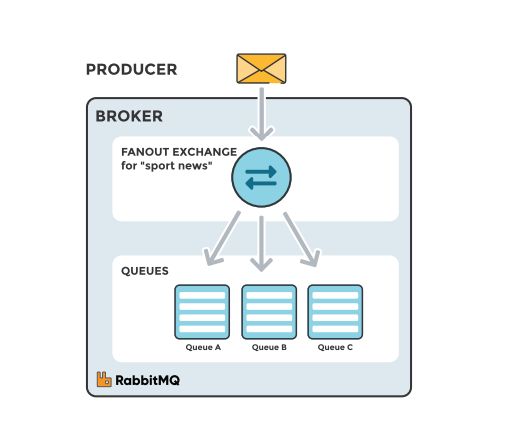 PRODUCER
BROKER
FANOUT EXCHANGE
for "sport news"
QUEUES
Queue A
Queue B
Queue C
RabbitMQ